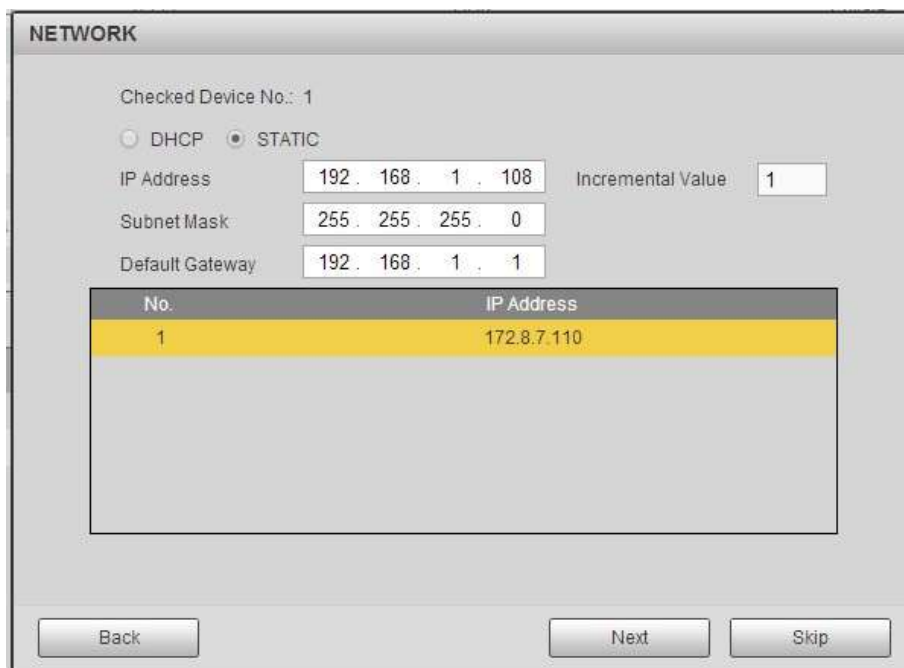 NETWORK
Checked Device No.: 1
DHCP STATIC
IP Address 192 . 168 . 1 . 108 Incremental Value 1
Subnet Mask 255 . 255 . 255 . 0
Default Gateway 192 . 168 . 1 . 1
No. IP Address
1 172.8.7.110
Back Next Skip